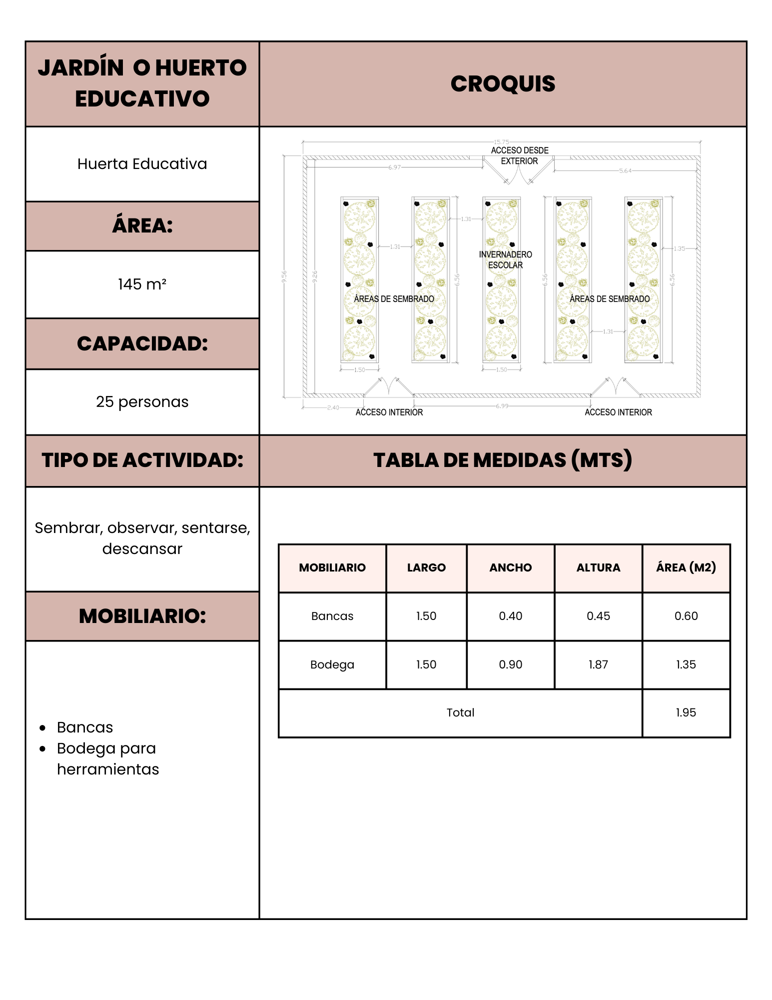 JARDÍN O HUERTO
EDUCATIVO
CROQUIS
Huerta Educativa
ÁREA:
145 m²
CAPACIDAD:
25 personas
15.75
ACCESO DESDE
EXTERIOR
6.97
5.64
1.31
1.31
1.35
INVERNADERO
ESCOLAR
9.56
9.26
6.56
6.56
6.56
ÁREAS DE SEMBRADO
ÁREAS DE SEMBRADO
1.31
1.50
1.50
2.40
6.99
ACCESO INTERIOR
ACCESO INTERIOR
TIPO DE ACTIVIDAD:
TABLA DE MEDIDAS (MTS)
Sembrar, observar, sentarse,
descansar
MOBILIARIO:
• Bancas
• Bodega para
herramientas
MOBILIARIO LARGO ANCHO ALTURA ÁREA (M2)
Bancas 1.50 0.40 0.45 0.60
Bodega 1.50 0.90 1.87 1.35
Total 1.95